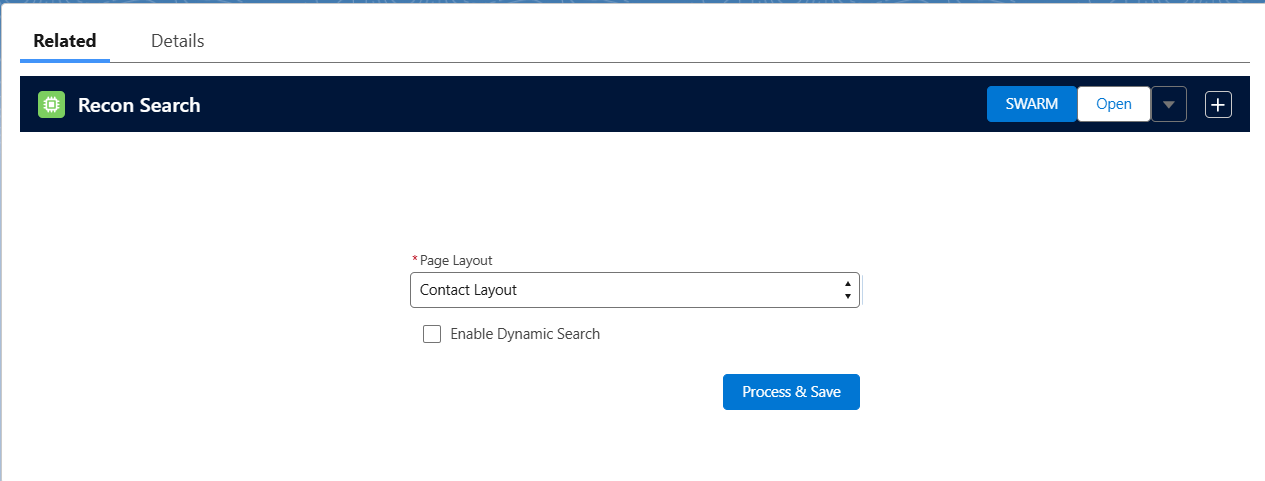 Related Details
Recon Search SWARM Open
*Page Layout
Contact Layout
Enable Dynamic Search
Process & Save